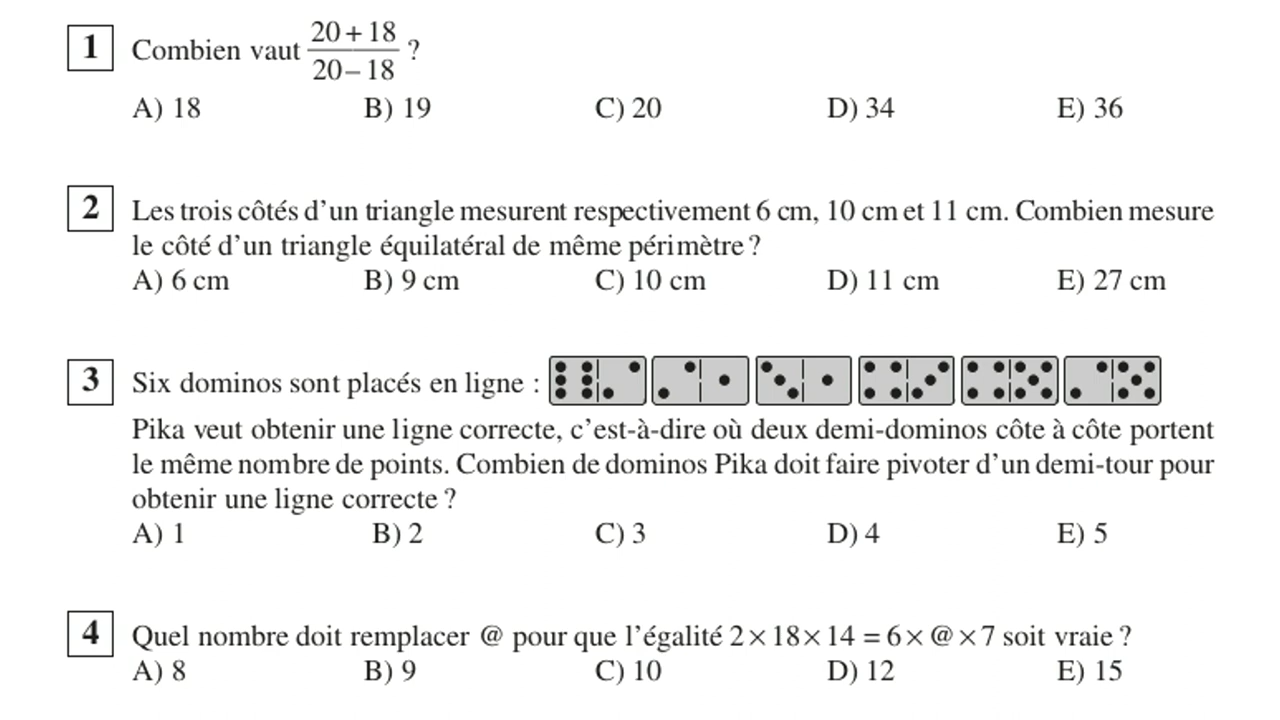 1 Combien vaut (20 + 18)/(20 – 18) ?
A) 18 B) 19 C) 20 D) 34 E) 36
2 Les trois côtés d’un triangle mesurent respectivement 6 cm, 10 cm et 11 cm. Combien mesure
le côté d’un triangle équilatéral de même périmètre ?
A) 6 cm B) 9 cm C) 10 cm D) 11 cm E) 27 cm
3 Six dominos sont placés en ligne :
Pika veut obtenir une ligne correcte, c’est-à-dire où deux demi-dominos côte à côte portent
le même nombre de points. Combien de dominos Pika doit faire pivoter d’un demi-tour pour
obtenir une ligne correcte ?
A) 1 B) 2 C) 3 D) 4 E) 5
4 Quel nombre doit remplacer @ pour que l’égalité 2 × 18 × 14 = 6 × @ × 7 soit vraie ?
A) 8 B) 9 C) 10 D) 12 E) 15